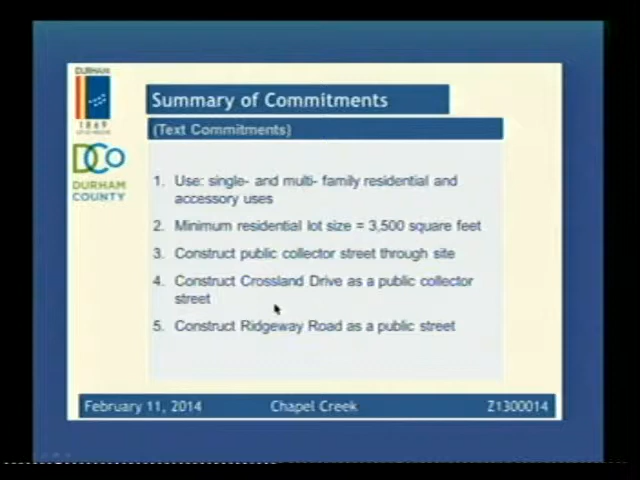 DURHAM
1869
DCo
DURHAM
COUNTY
Summary of Commitments
(Text Commitments)
1. Use: single- and multi- family residential and
accessory uses
2. Minimum residential lot size = 3,500 square feet
3. Construct public collector street through site
4. Construct Crossland Drive as a public collector
street
5. Construct Ridgeway Road as a public street
February 11, 2014 Chapel Creek Z1300014